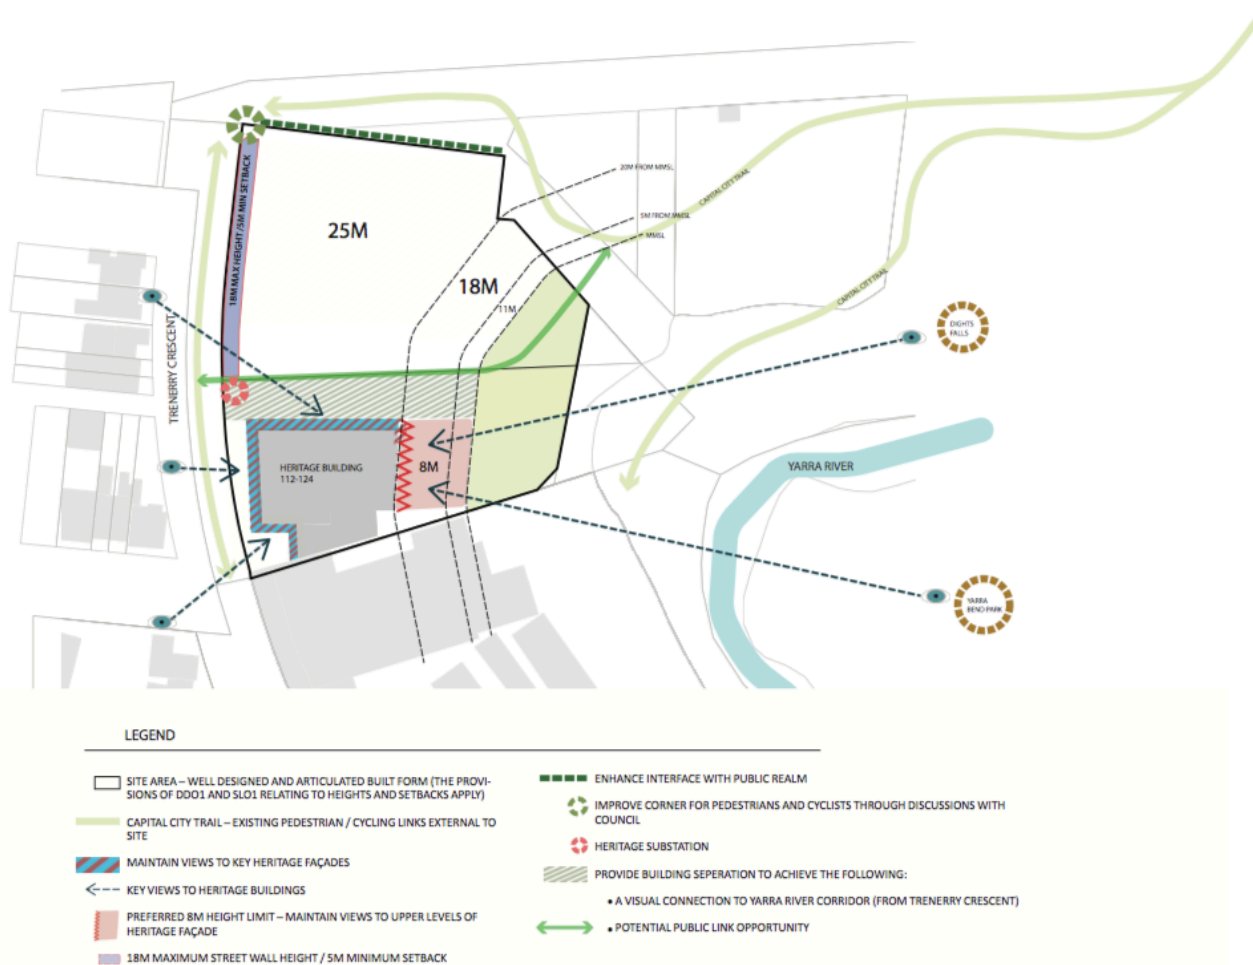 20M FROM MMSL
CAPITAL CITY TRAIL
5M FROM MMSL
MMSL
18M MAX HEIGHT /5M MIN SETBACK
25M
18M
11M
CAPITAL CITY TRAIL
TRENERRY CRESCENT
DIGHTS
FALLS
HERITAGE BUILDING
112-124
8M
YARRA RIVER
YARRA
BEND PARK
LEGEND
SITE AREA – WELL DESIGNED AND ARTICULATED BUILT FORM (THE PROVI-
SIONS OF DDO1 AND SLO1 RELATING TO HEIGHTS AND SETBACKS APPLY)
CAPITAL CITY TRAIL – EXISTING PEDESTRIAN / CYCLING LINKS EXTERNAL TO
SITE
MAINTAIN VIEWS TO KEY HERITAGE FAÇADES
KEY VIEWS TO HERITAGE BUILDINGS
PREFERRED 8M HEIGHT LIMIT – MAINTAIN VIEWS TO UPPER LEVELS OF
HERITAGE FAÇADE
18M MAXIMUM STREET WALL HEIGHT / 5M MINIMUM SETBACK
ENHANCE INTERFACE WITH PUBLIC REALM
IMPROVE CORNER FOR PEDESTRIANS AND CYCLISTS THROUGH DISCUSSIONS WITH
COUNCIL
HERITAGE SUBSTATION
PROVIDE BUILDING SEPERATION TO ACHIEVE THE FOLLOWING:
• A VISUAL CONNECTION TO YARRA RIVER CORRIDOR (FROM TRENERRY CRESCENT)
• POTENTIAL PUBLIC LINK OPPORTUNITY